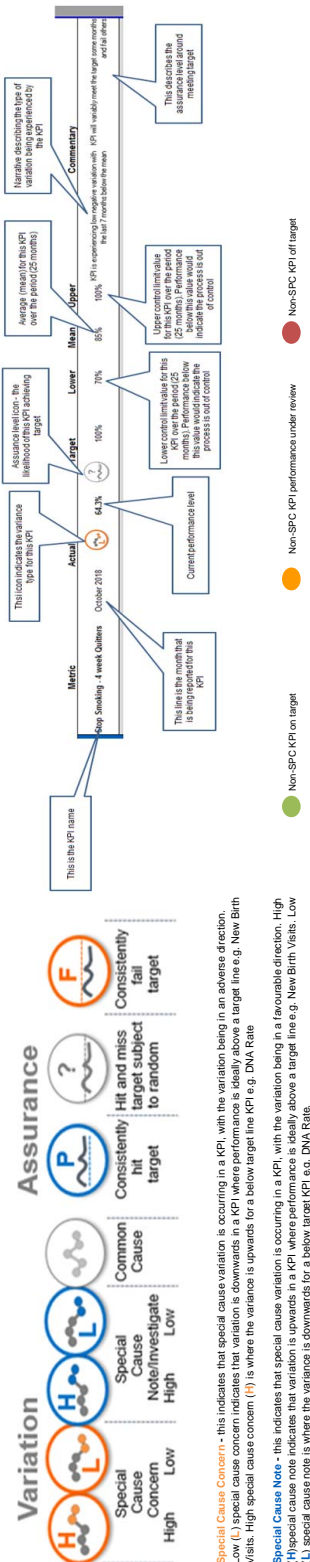 Variation
Assurance
H
L
H
L
P
?
F
Special
Cause
Concern
High
Low
Special
Cause
Note/Investigate
High
Low
Common
Cause
Consistently
hit
target
Hit and miss
target subject
to random
Consistently
fail
target
Special Cause Concern - this indicates that special cause variation is occurring in a KPI, with the variation being in an adverse direction.
Low (L) special cause concern indicates that variation is downwards in a KPI where performance is ideally above a target line e.g. New Birth
Visits. High special cause concern (H) is where the variance is upwards for a below target line KPI e.g. DNA Rate
Special Cause Note - this indicates that special cause variation is occurring in a KPI, with the variation being in a favourable direction. High
(H)special cause note indicates that variation is upwards in a KPI where performance is ideally above a target line e.g. New Birth Visits. Low
(L) special cause note is where the variance is downwards for a below target KPI e.g. DNA Rate.
This is the KPI name
Thsi icon indicates the variance
type for this KPI
Assuance level icon - the
likelihood of this KPI achieving
target
Average (mean) for this KPI
over the period (25 months)
Narrative describing the type of
variation being experienced by
the KPI
Metric
Actual
Target
Lower
Mean
Upper
Commentary
Stop Smoking - 4 week Quitters
October 2018
L
64.3%
?
100%
70%
85%
100%
KPI is experiencing low negative variation with
the last 7 months below the mean
KPI will variably meet the target some months
and fail others
This line is the month that
is being reported for this
KPI
Current performance level
Lower control limit value for this
KPI over the period (25
months). Performance below
this value would indicate the
process is out of control
Upper control limit value
for this KPI over the period
(25 months). Performance
below this value would
indicate the process is out
of control
This describes the
assurance level around
meeting target
Non-SPC KPI on target
Non-SPC KPI performance under review
Non-SPC KPI off target